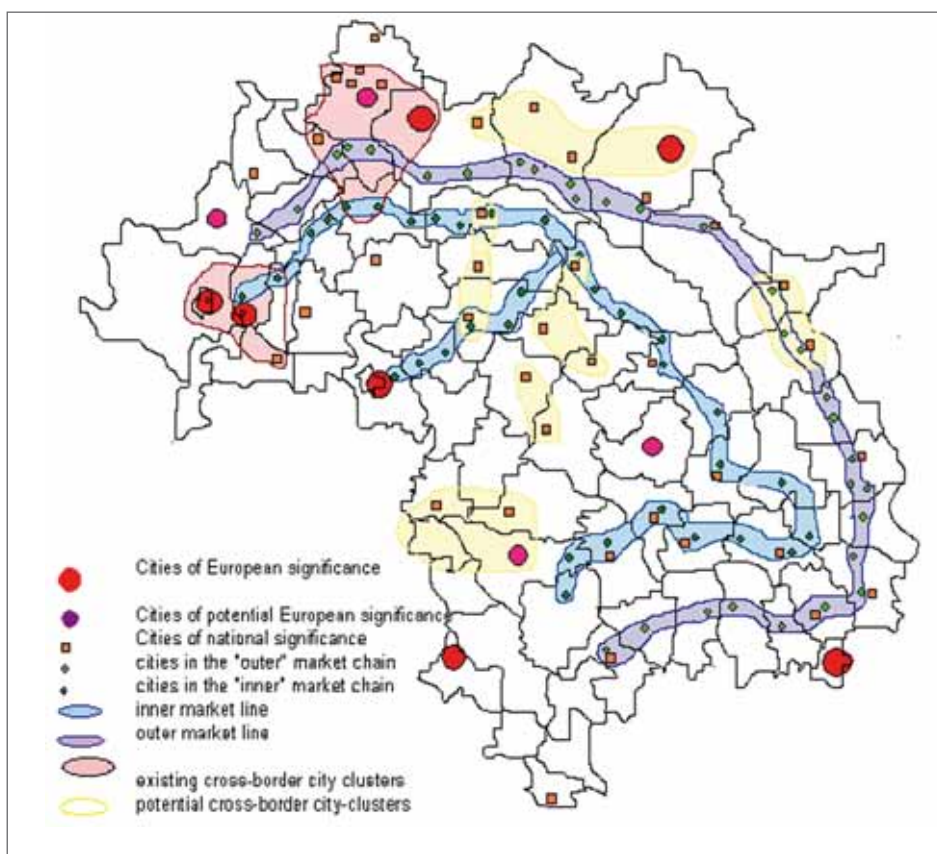 Cities of European significance
Cities of potential European significance
Cities of national significance
cities in the "outer" market chain
cities in the "inner" market chain
inner market line
outer market line
existing cross-border city clusters
potential cross-border city-clusters